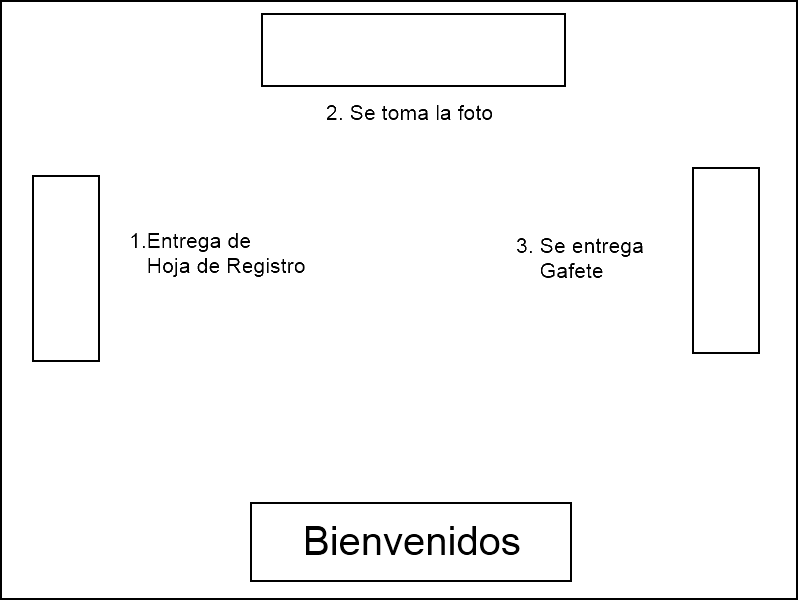 2. Se toma la foto
1.Entrega de
Hoja de Registro
3. Se entrega
Gafete
Bienvenidos